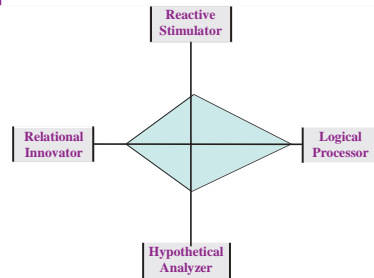 Reactive
Stimulator
Relational
Innovator
Logical
Processor
Hypothetical
Analyzer